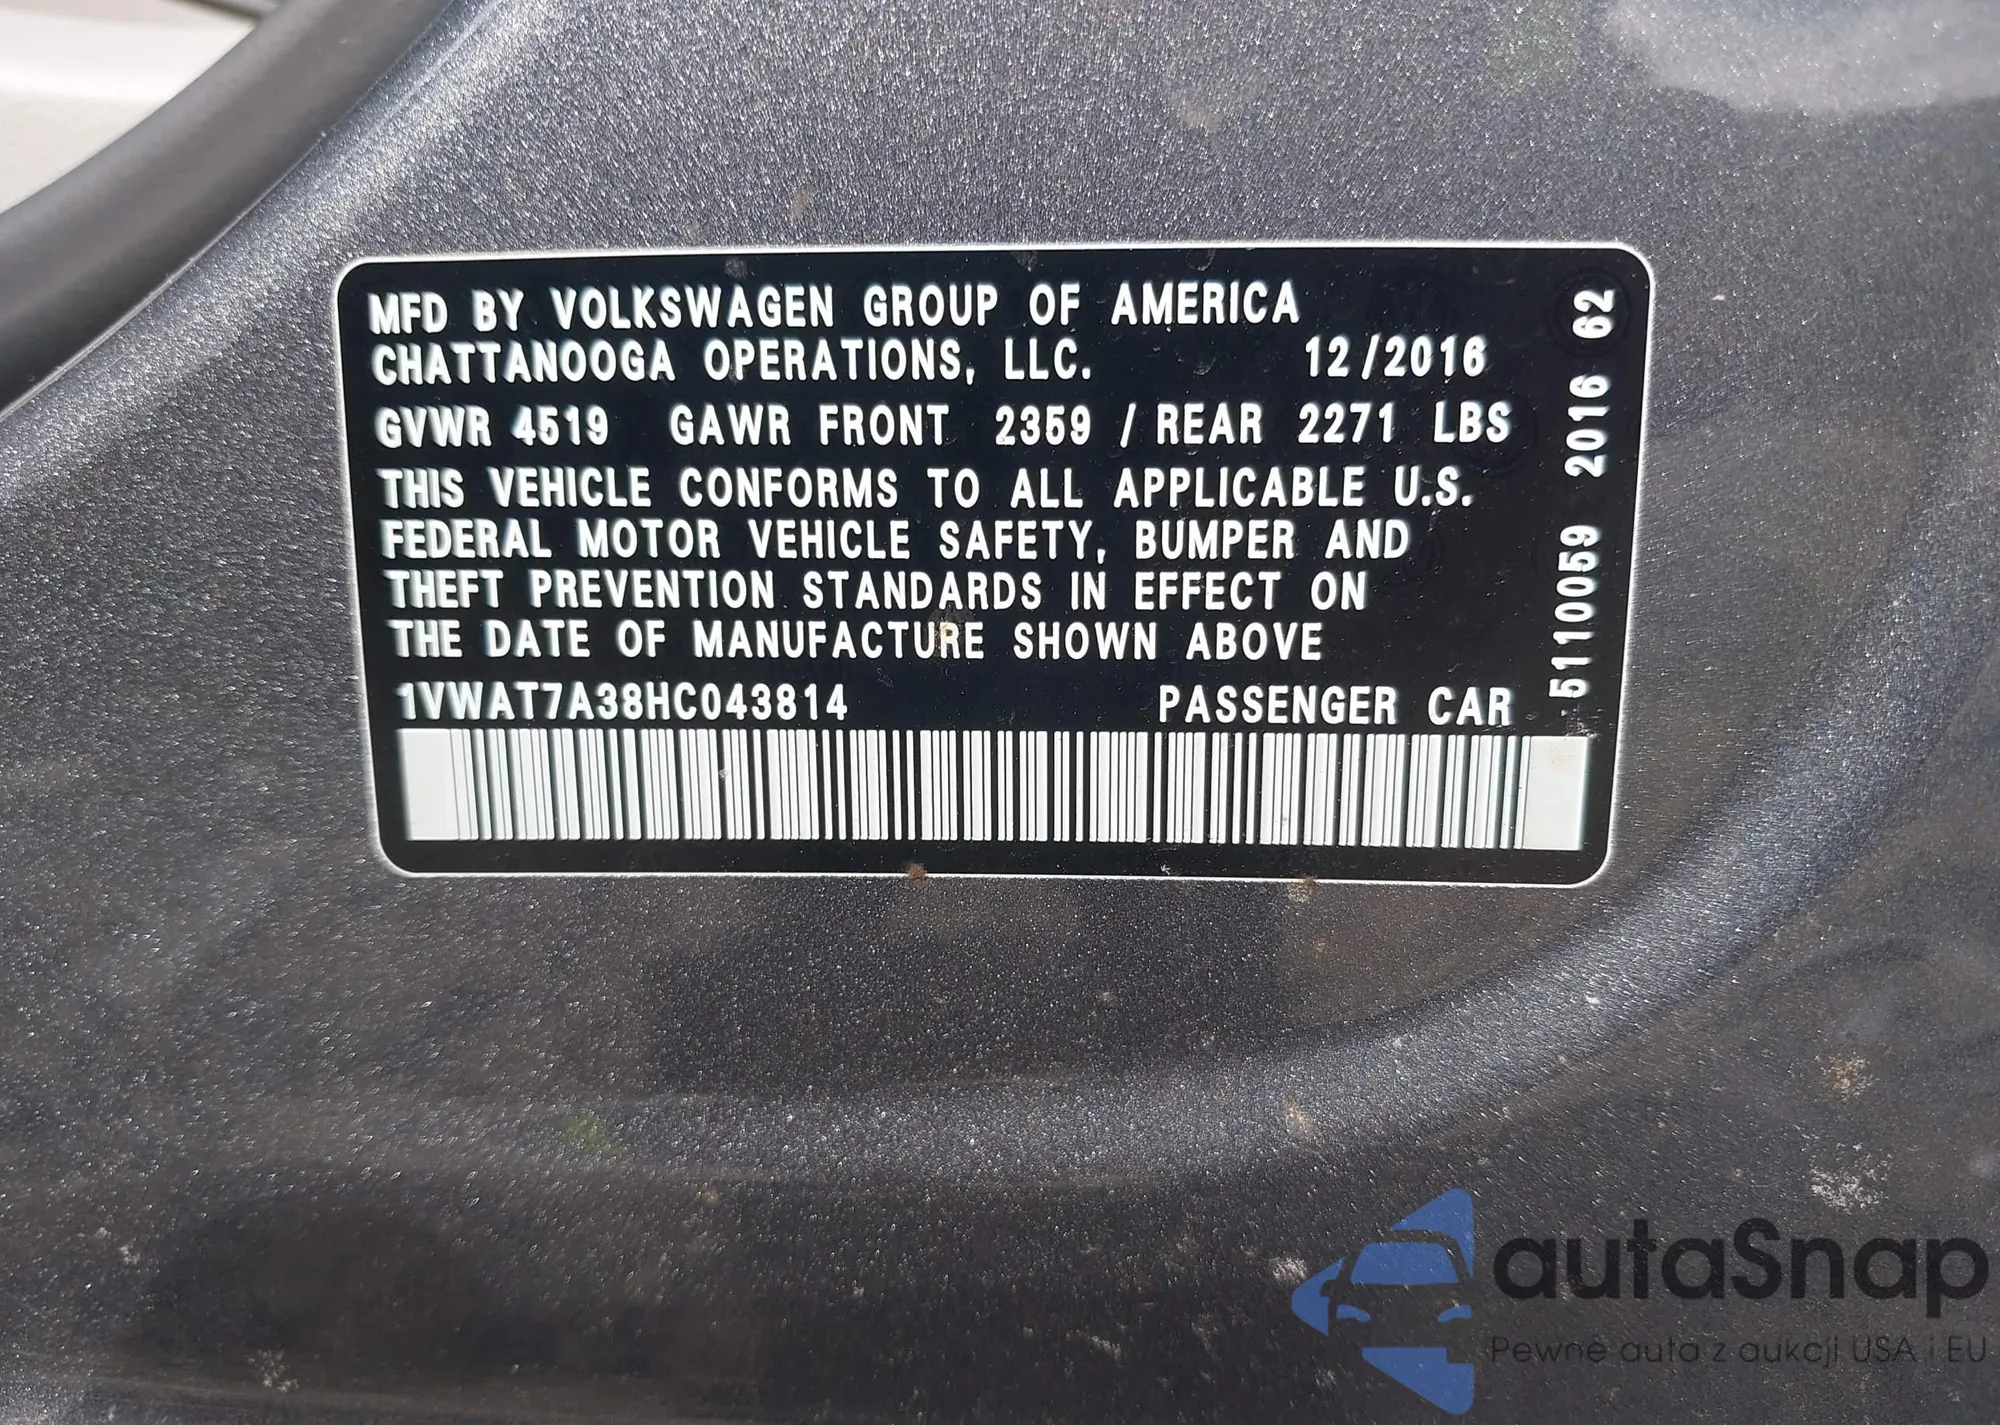 MFD BY VOLKSWAGEN GROUP OF AMERICA
CHATTANOOGA OPERATIONS, LLC. 12/2016
GVWR 4519 GAWR FRONT 2359 / REAR 2271 LBS
THIS VEHICLE CONFORMS TO ALL APPLICABLE U.S.
FEDERAL MOTOR VEHICLE SAFETY, BUMPER AND
THEFT PREVENTION STANDARDS IN EFFECT ON
THE DATE OF MANUFACTURE SHOWN ABOVE
1VWAT7A38HC043814 PASSENGER CAR
5110059 2016 62
autaSnap
Pewne auta z aukcji USA i EU